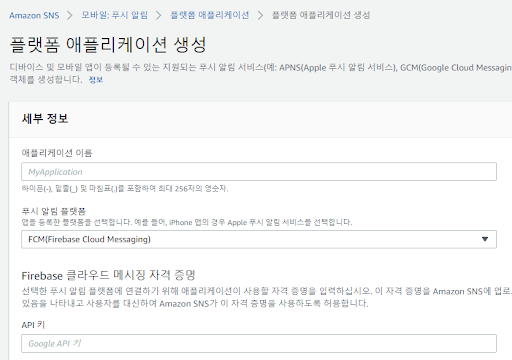 Amazon SNS > 모바일: 푸시 알림 > 플랫폼 애플리케이션 > 플랫폼 애플리케이션 생성
플랫폼 애플리케이션 생성
디바이스 및 모바일 앱이 등록될 수 있는 지원되는 푸시 알림 서비스(예: APNS(Apple 푸시 알림 서비스), GCM(Google Cloud Messagin
객체를 생성합니다. 정보
세부 정보
애플리케이션 이름
MyApplication
하이픈(-), 밑줄(_) 및 마침표(.)를 포함하여 최대 256자의 영숫자.
푸시 알림 플랫폼
앱을 등록한 플랫폼을 선택합니다. 예를 들어, iPhone 앱의 경우 Apple 푸시 알림 서비스를 선택합니다.
FCM(Firebase Cloud Messaging)
Firebase 클라우드 메시징 자격 증명
선택한 푸시 알림 플랫폼에 연결하기 위해 애플리케이션이 사용할 자격 증명을 입력하십시오. 이 자격 증명을 Amazon SNS에 업로
있음을 나타내고 사용자를 대신하여 Amazon SNS가 이 자격 증명을 사용하도록 허용합니다.
API 키
Google API 키